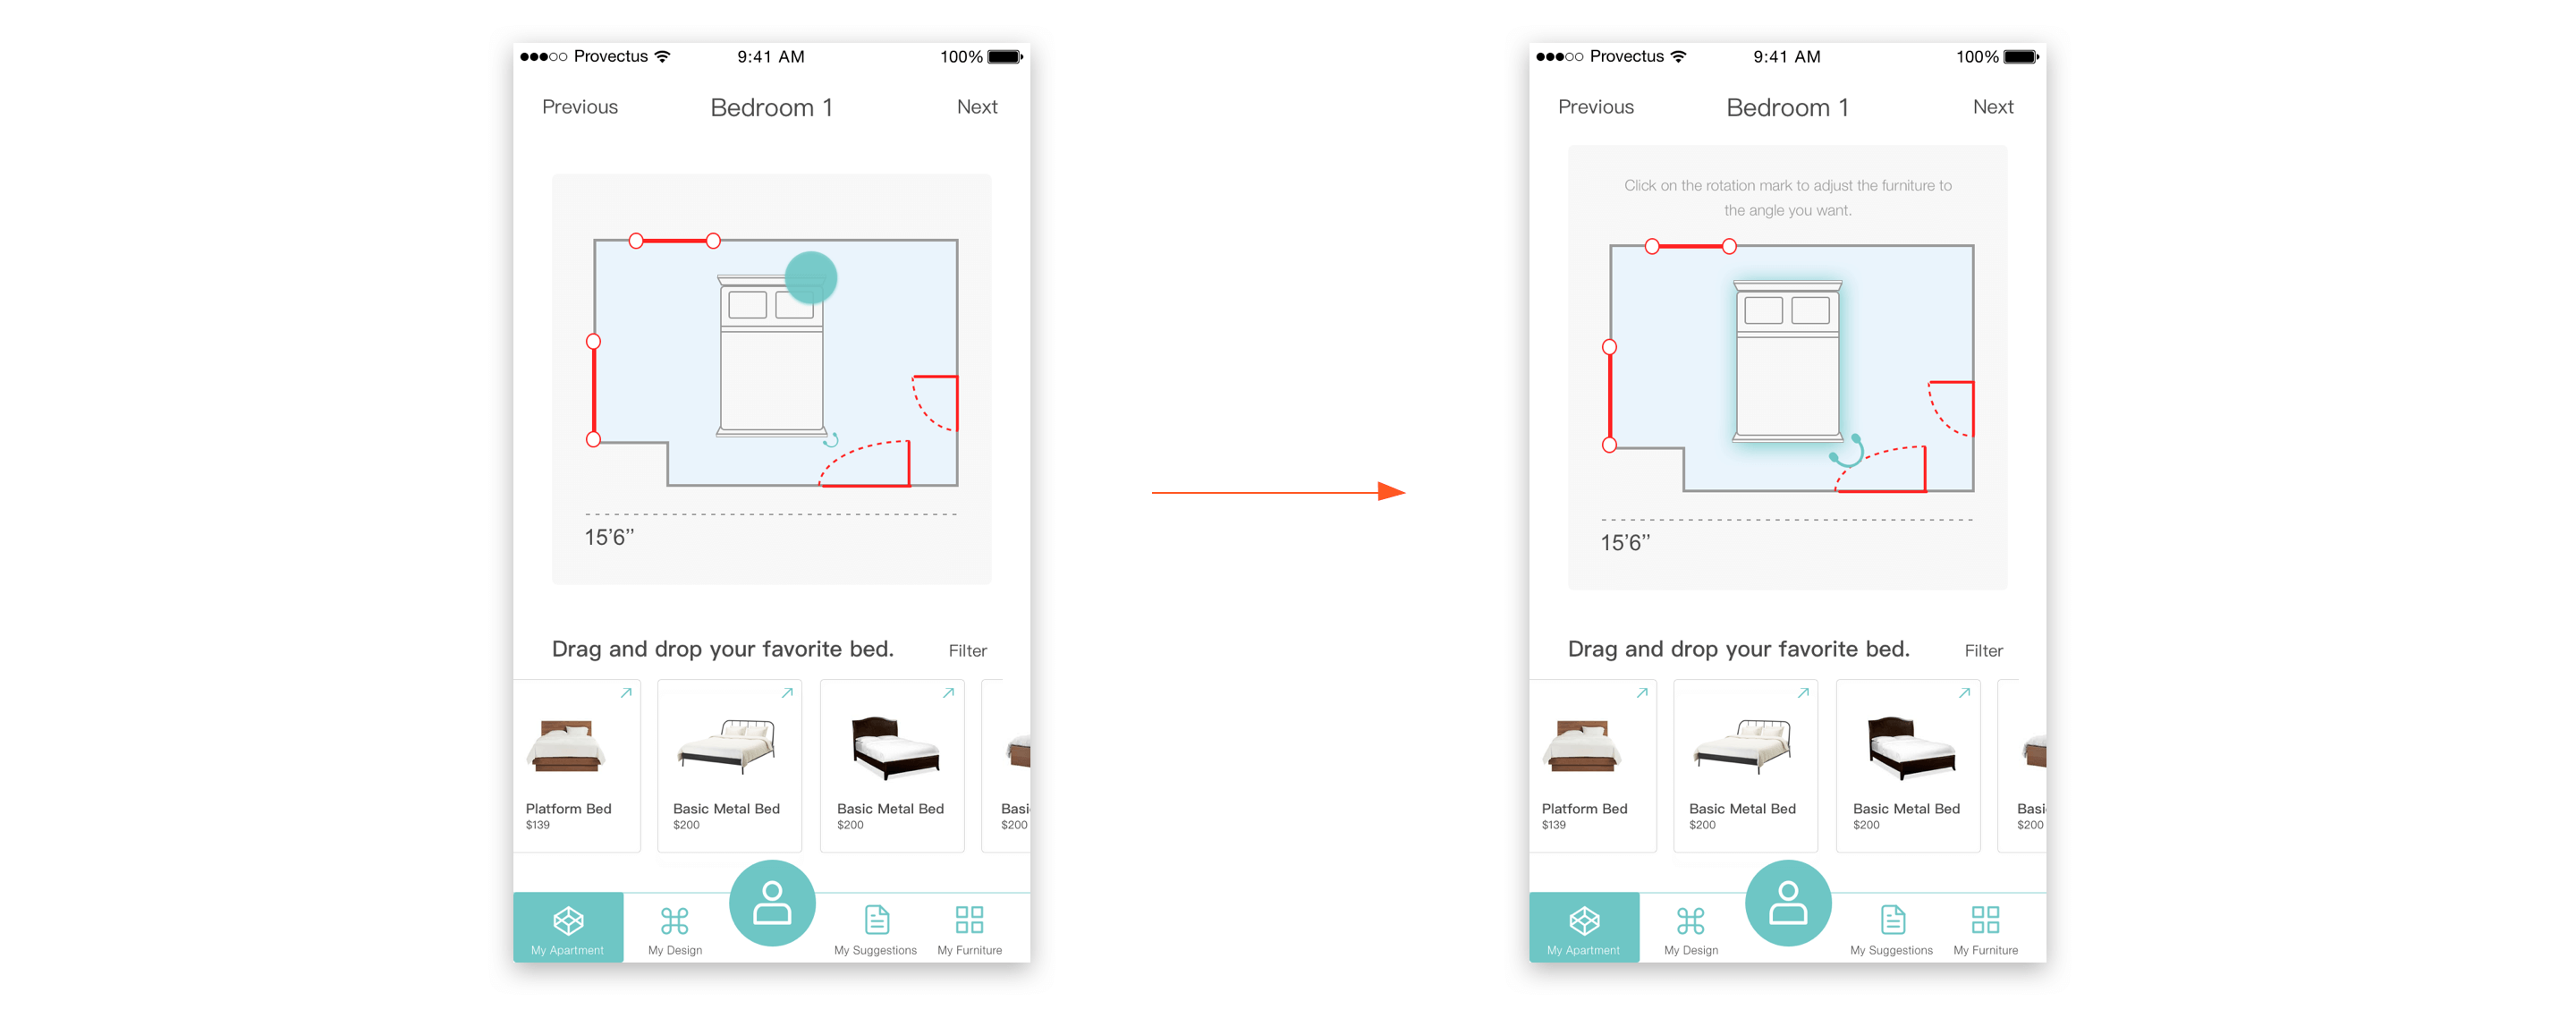 Provectus 9:41 AM 100%
Previous Bedroom 1 Next
15’6’’
Drag and drop your favorite bed. Filter
Platform Bed Basic Metal Bed Basic Metal Bed Basi
$139 $200 $200 $200
My Apartment My Design My Suggestions My Furniture
Provectus 9:41 AM 100%
Previous Bedroom 1 Next
Click on the rotation mark to adjust the furniture to
the angle you want.
15’6’’
Drag and drop your favorite bed. Filter
Platform Bed Basic Metal Bed Basic Metal Bed Basi
$139 $200 $200 $200
My Apartment My Design My Suggestions My Furniture